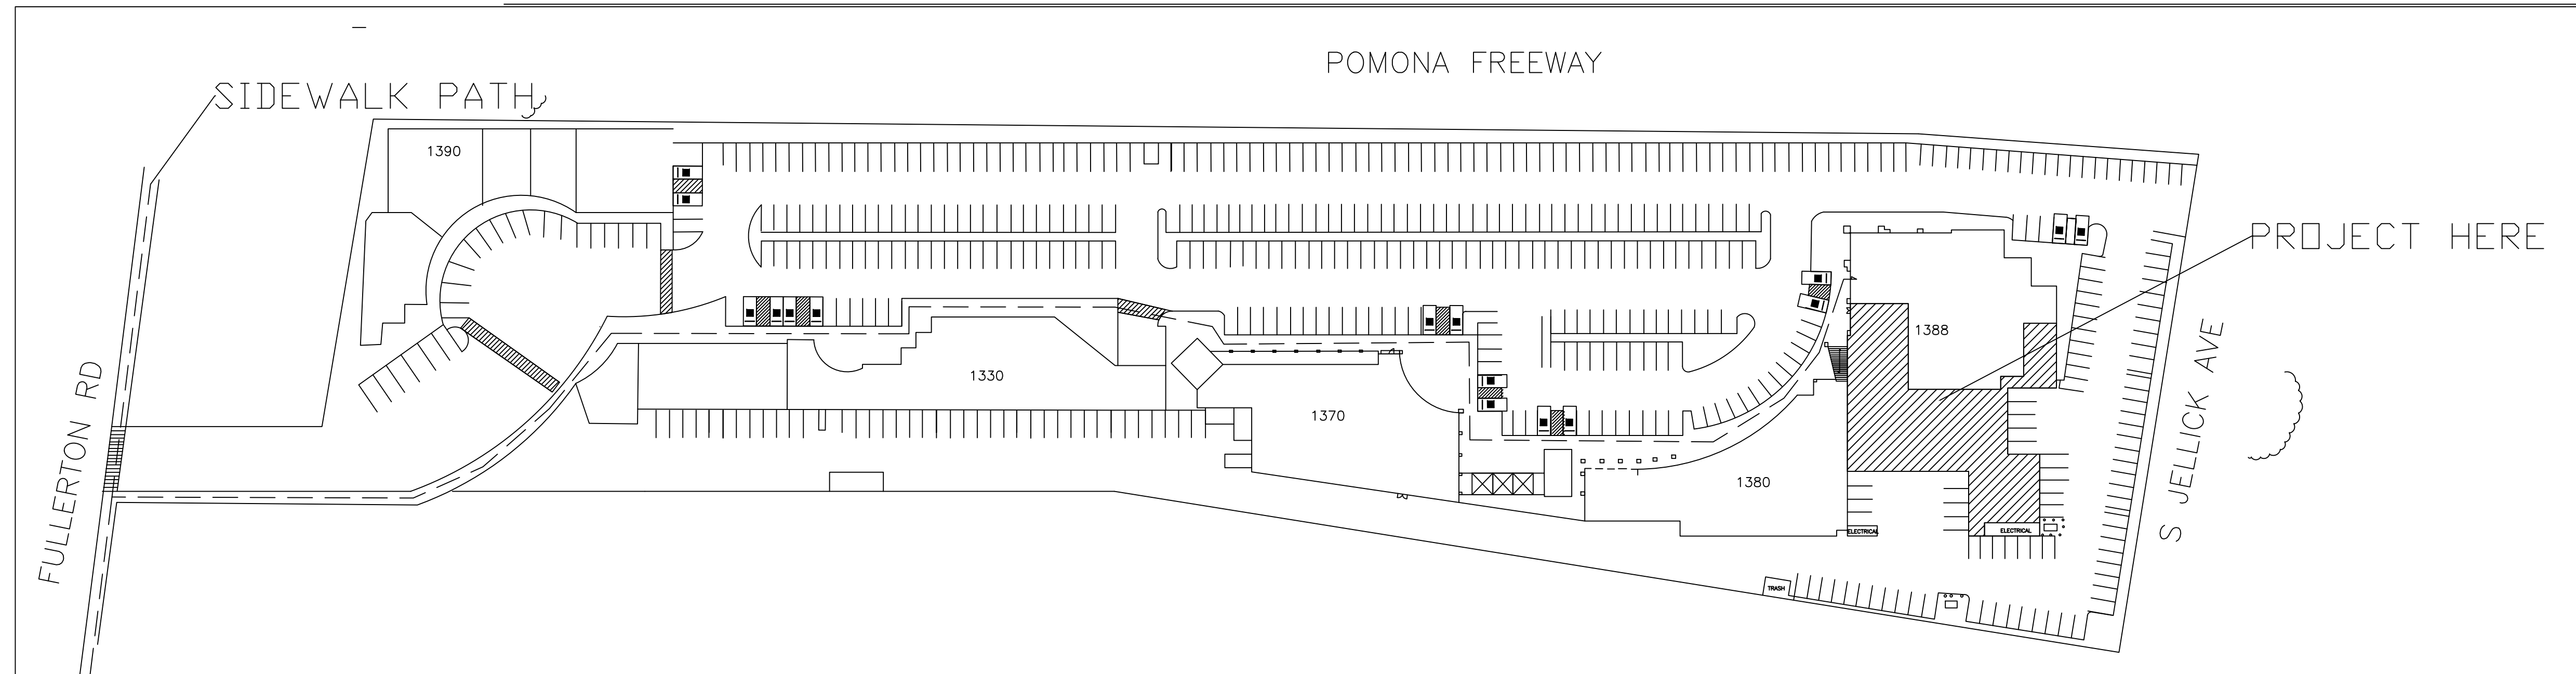 POMONA FREEWAY
SIDEWALK PATH
1390
PROJECT HERE
1388
1330
1370
FULLERTON RD
S JELLICK AVE
1380
ELECTRICAL
ELECTRICAL
TRASH